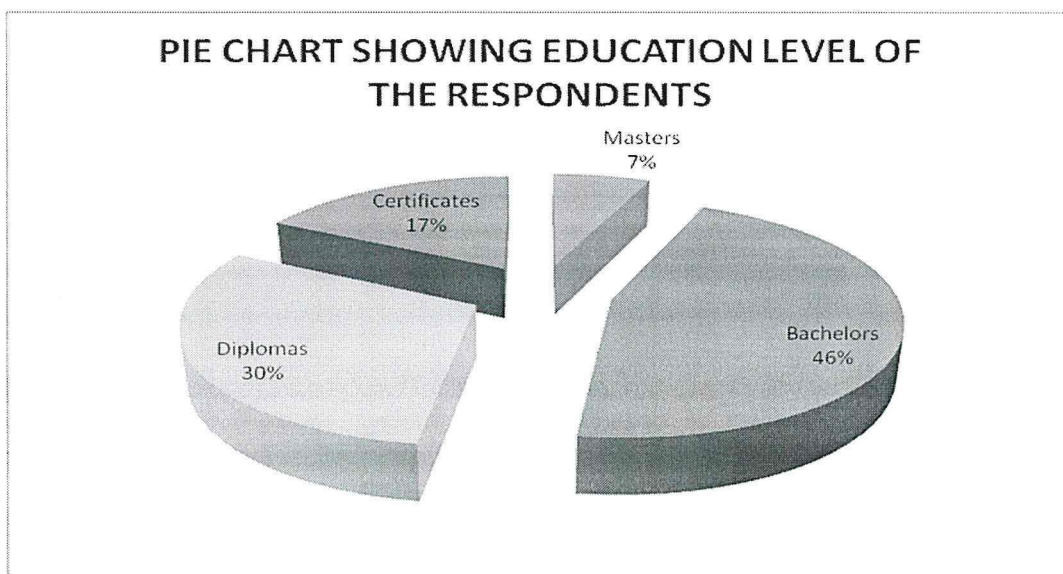 PIE CHART SHOWING EDUCATION LEVEL OF
THE RESPONDENTS
Masters
7%
Bachelors
46%
Diplomas
30%
Certificates
17%